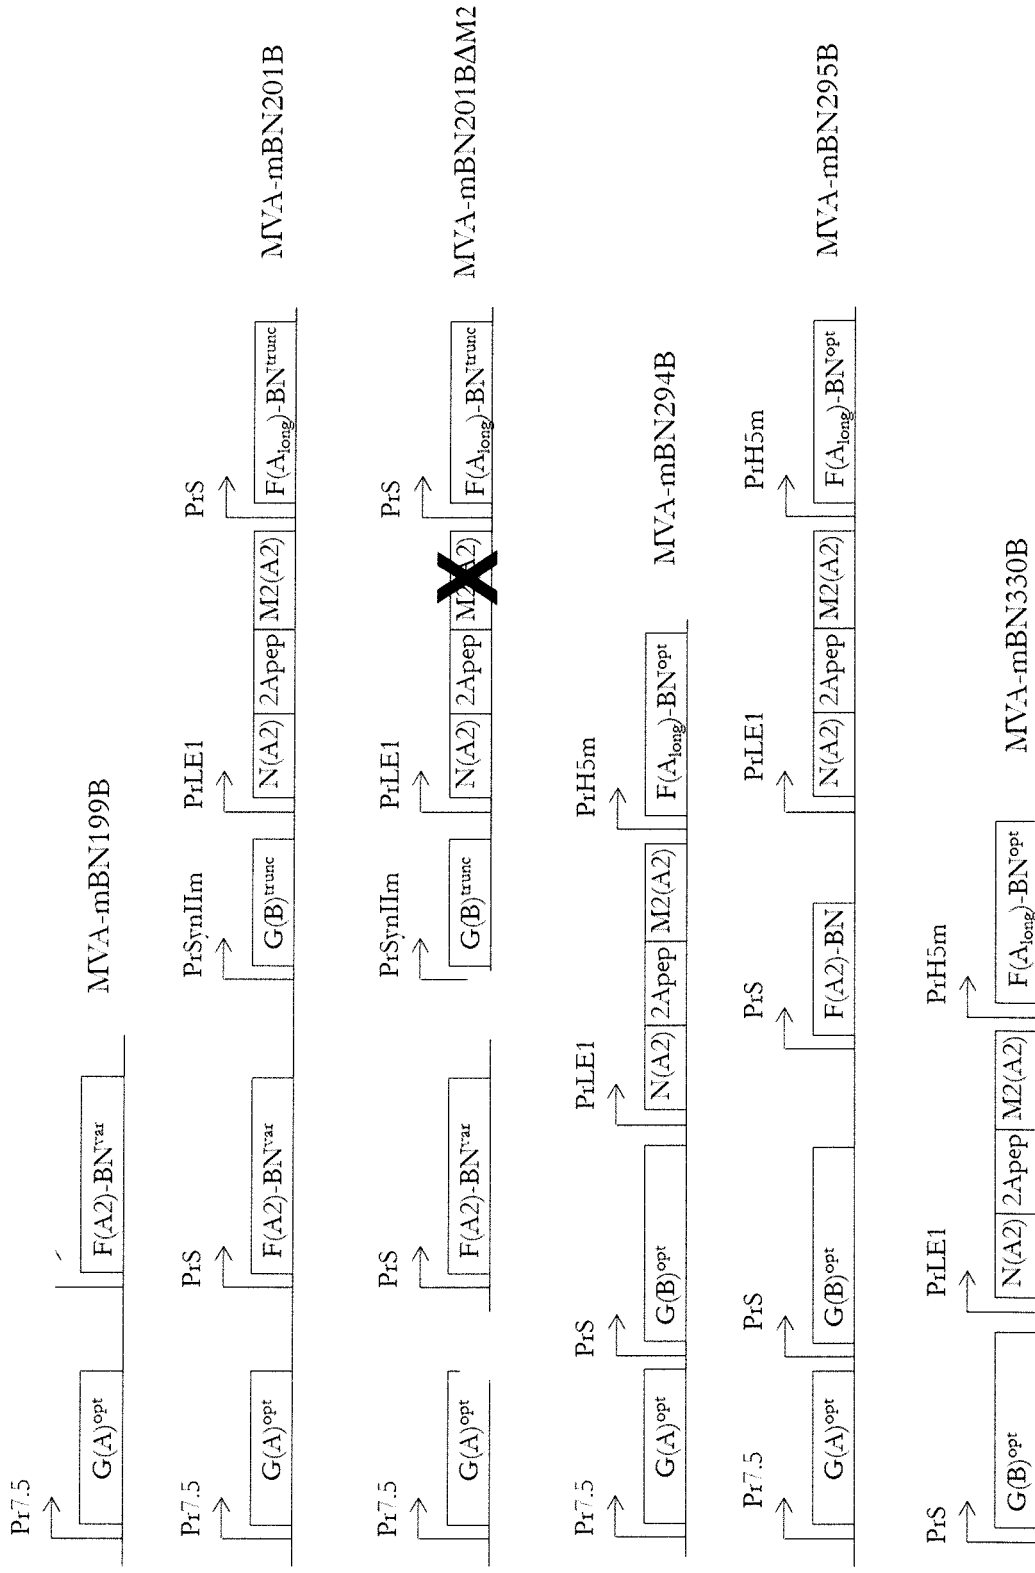 Pr7.5
G(A)opt F(A2)-BNvar
MVA-mBN199B
Pr7.5 PrS PrSynIIm PrLE1 PrS
G(A)opt F(A2)-BNvar G(B)trunc N(A2) 2Apep M2(A2) F(Along)-BNtrunc
MVA-mBN201B
Pr7.5 PrS PrSynIIm PrLE1 PrS
G(A)opt F(A2)-BNvar G(B)trunc N(A2) 2Apep M2(A2) F(Along)-BNtrunc
MVA-mBN201BΔM2
Pr7.5 PrS PrLE1 PrH5m
G(A)opt G(B)opt N(A2) 2Apep M2(A2) F(Along)-BNopt
MVA-mBN294B
Pr7.5 PrS PrS PrLE1 PrH5m
G(A)opt G(B)opt F(A2)-BN N(A2) 2Apep M2(A2) F(Along)-BNopt
MVA-mBN295B
PrS PrLE1 PrH5m
G(B)opt N(A2) 2Apep M2(A2) F(Along)-BNopt
MVA-mBN330B